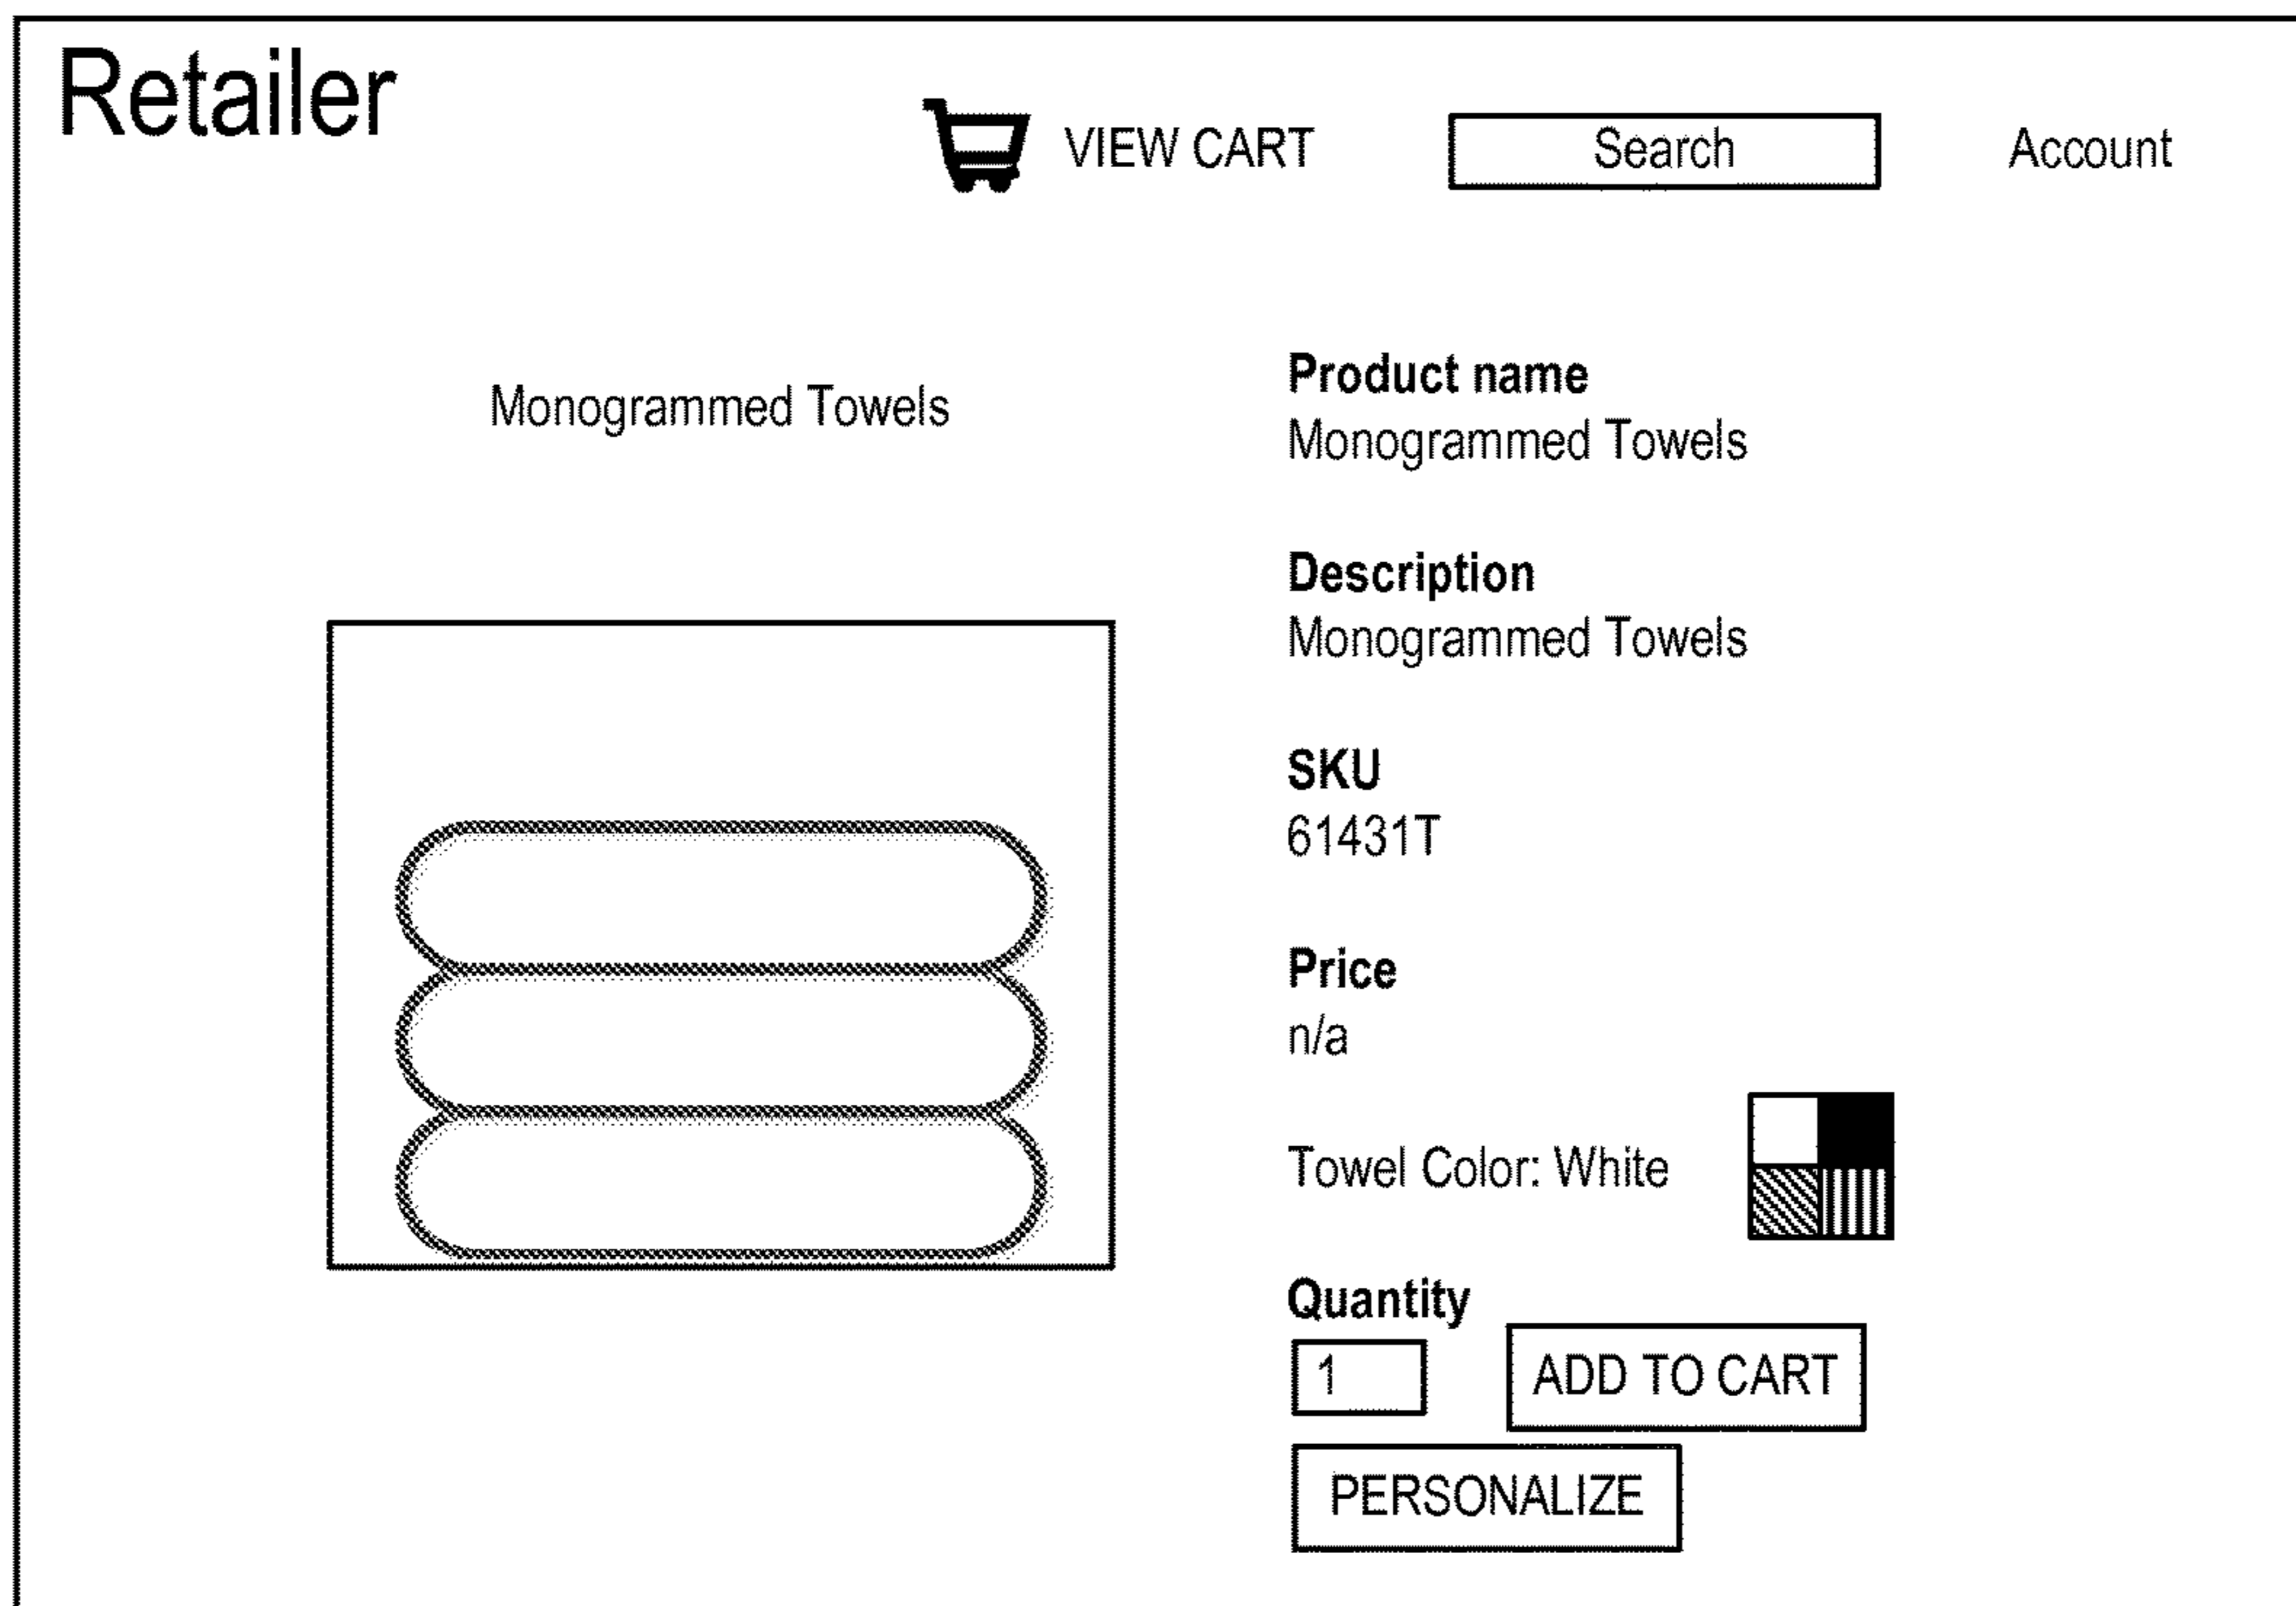 Retailer
VIEW CART
Search
Account
Monogrammed Towels
Product name
Monogrammed Towels
Description
Monogrammed Towels
SKU
61431T
Price
n/a
Towel Color: White
Quantity
1
ADD TO CART
PERSONALIZE